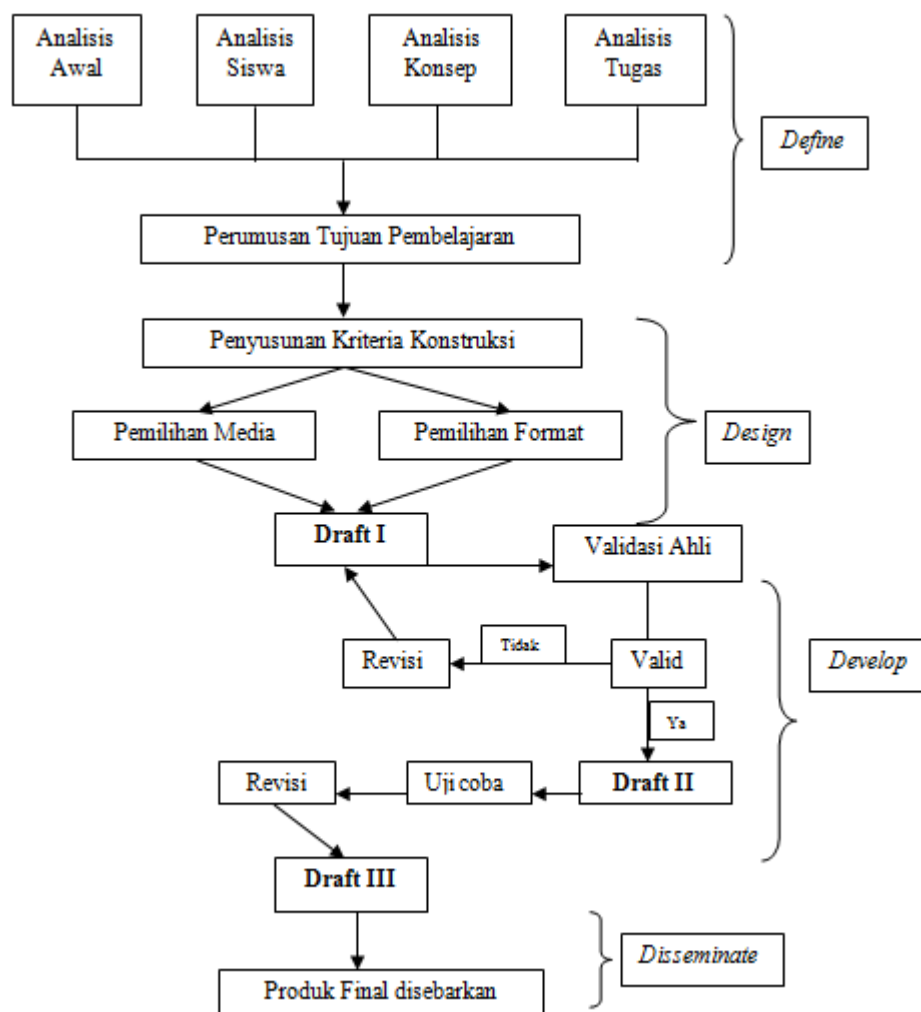 Analisis
Awal
Analisis
Siswa
Analisis
Konsep
Analisis
Tugas
Define
Perumusan Tujuan Pembelajaran
Penyusunan Kriteria Konstruksi
Pemilihan Media
Pemilihan Format
Design
Draft I
Validasi Ahli
Revisi
Tidak
Valid
Develop
Ya
Revisi
Uji coba
Draft II
Draft III
Disseminate
Produk Final disebarkan